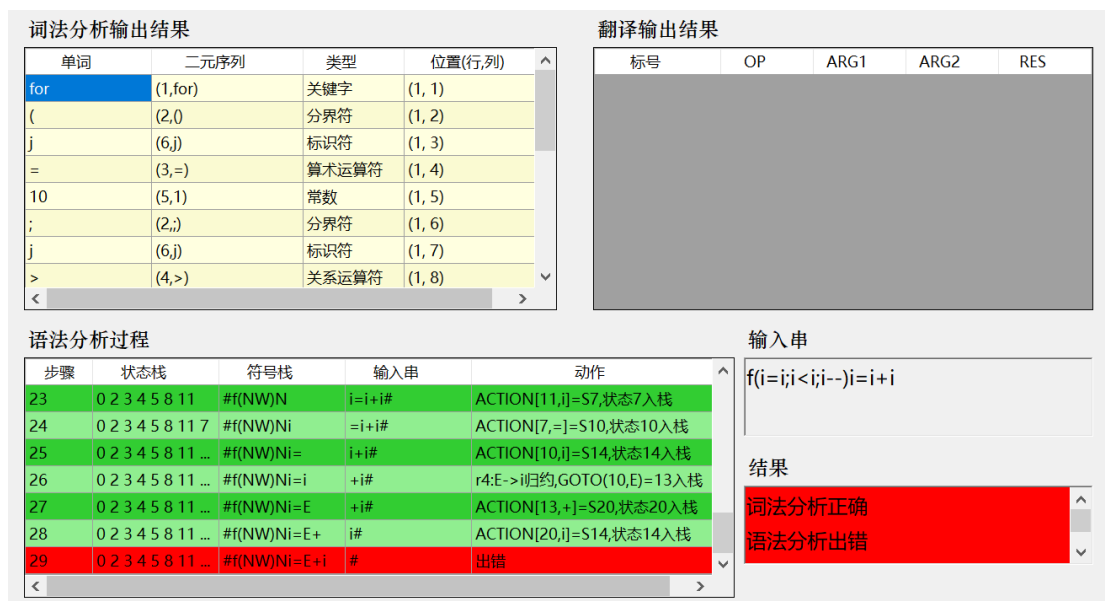 词法分析输出结果
单词 二元序列 类型 位置(行,列)
for (1,for) 关键字 (1, 1)
( (2,() 分界符 (1, 2)
j (6,j) 标识符 (1, 3)
= (3,=) 算术运算符 (1, 4)
10 (5,1) 常数 (1, 5)
; (2,;) 分界符 (1, 6)
j (6,j) 标识符 (1, 7)
> (4,>) 关系运算符 (1, 8)
翻译输出结果
标号 OP ARG1 ARG2 RES
语法分析过程
步骤 状态栈 符号栈 输入串 动作
23 0 2 3 4 5 8 11 #f(NW)N i=i+i# ACTION[11,i]=S7,状态7入栈
24 0 2 3 4 5 8 11 7 #f(NW)Ni =i+i# ACTION[7,=]=S10,状态10入栈
25 0 2 3 4 5 8 11 ... #f(NW)Ni= i+i# ACTION[10,i]=S14,状态14入栈
26 0 2 3 4 5 8 11 ... #f(NW)Ni=i +i# r4:E->i归约,GOTO(10,E)=13入栈
27 0 2 3 4 5 8 11 ... #f(NW)Ni=E +i# ACTION[13,+]=S20,状态20入栈
28 0 2 3 4 5 8 11 ... #f(NW)Ni=E+ i# ACTION[20,i]=S14,状态14入栈
29 0 2 3 4 5 8 11 ... #f(NW)Ni=E+i # 出错
输入串
f(i=i;i<i;i--)i=i+i
结果
词法分析正确
语法分析出错